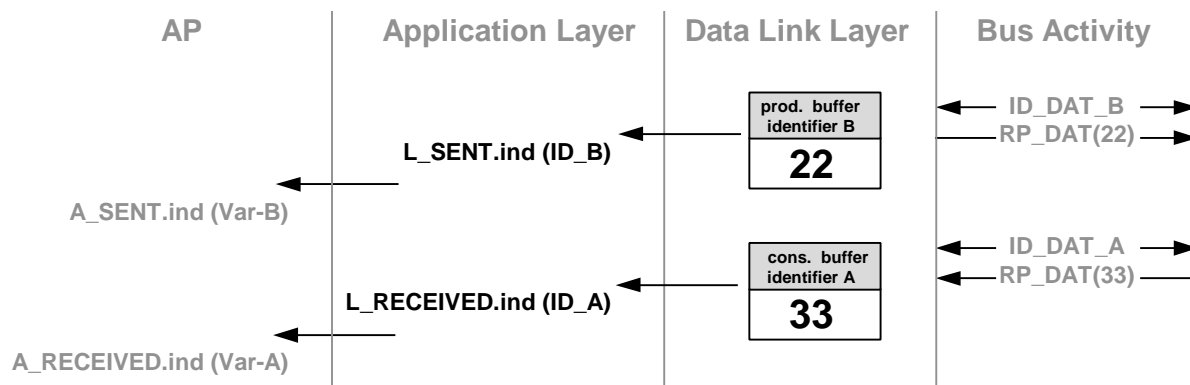 AP
Application Layer
Data Link Layer
Bus Activity
prod. buffer
identifier B
22
ID_DAT_B
RP_DAT(22)
L_SENT.ind (ID_B)
A_SENT.ind (Var-B)
cons. buffer
identifier A
33
ID_DAT_A
RP_DAT(33)
L_RECEIVED.ind (ID_A)
A_RECEIVED.ind (Var-A)